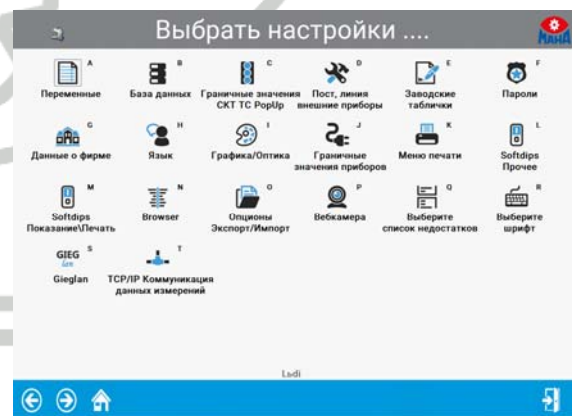 Выбрать настройки ....
MAHA
A B C D E F
Переменные База данных Граничные значения Пост, линия Заводские Пароли
СКТ ТС PopUp внешние приборы таблички
G H I J K L
Данные о фирме Язык Графика/Оптика Граничные Меню печати Softdips
значения приборов Прочее
M N O P Q R
Softdips Browser Опционы Вебкамера Выберите Выберите
Показание\Печать Экспорт/Импорт список недостатков шрифт
GIEG S T
Lan
Gieglan TCP/IP Коммуникация
данных измерений